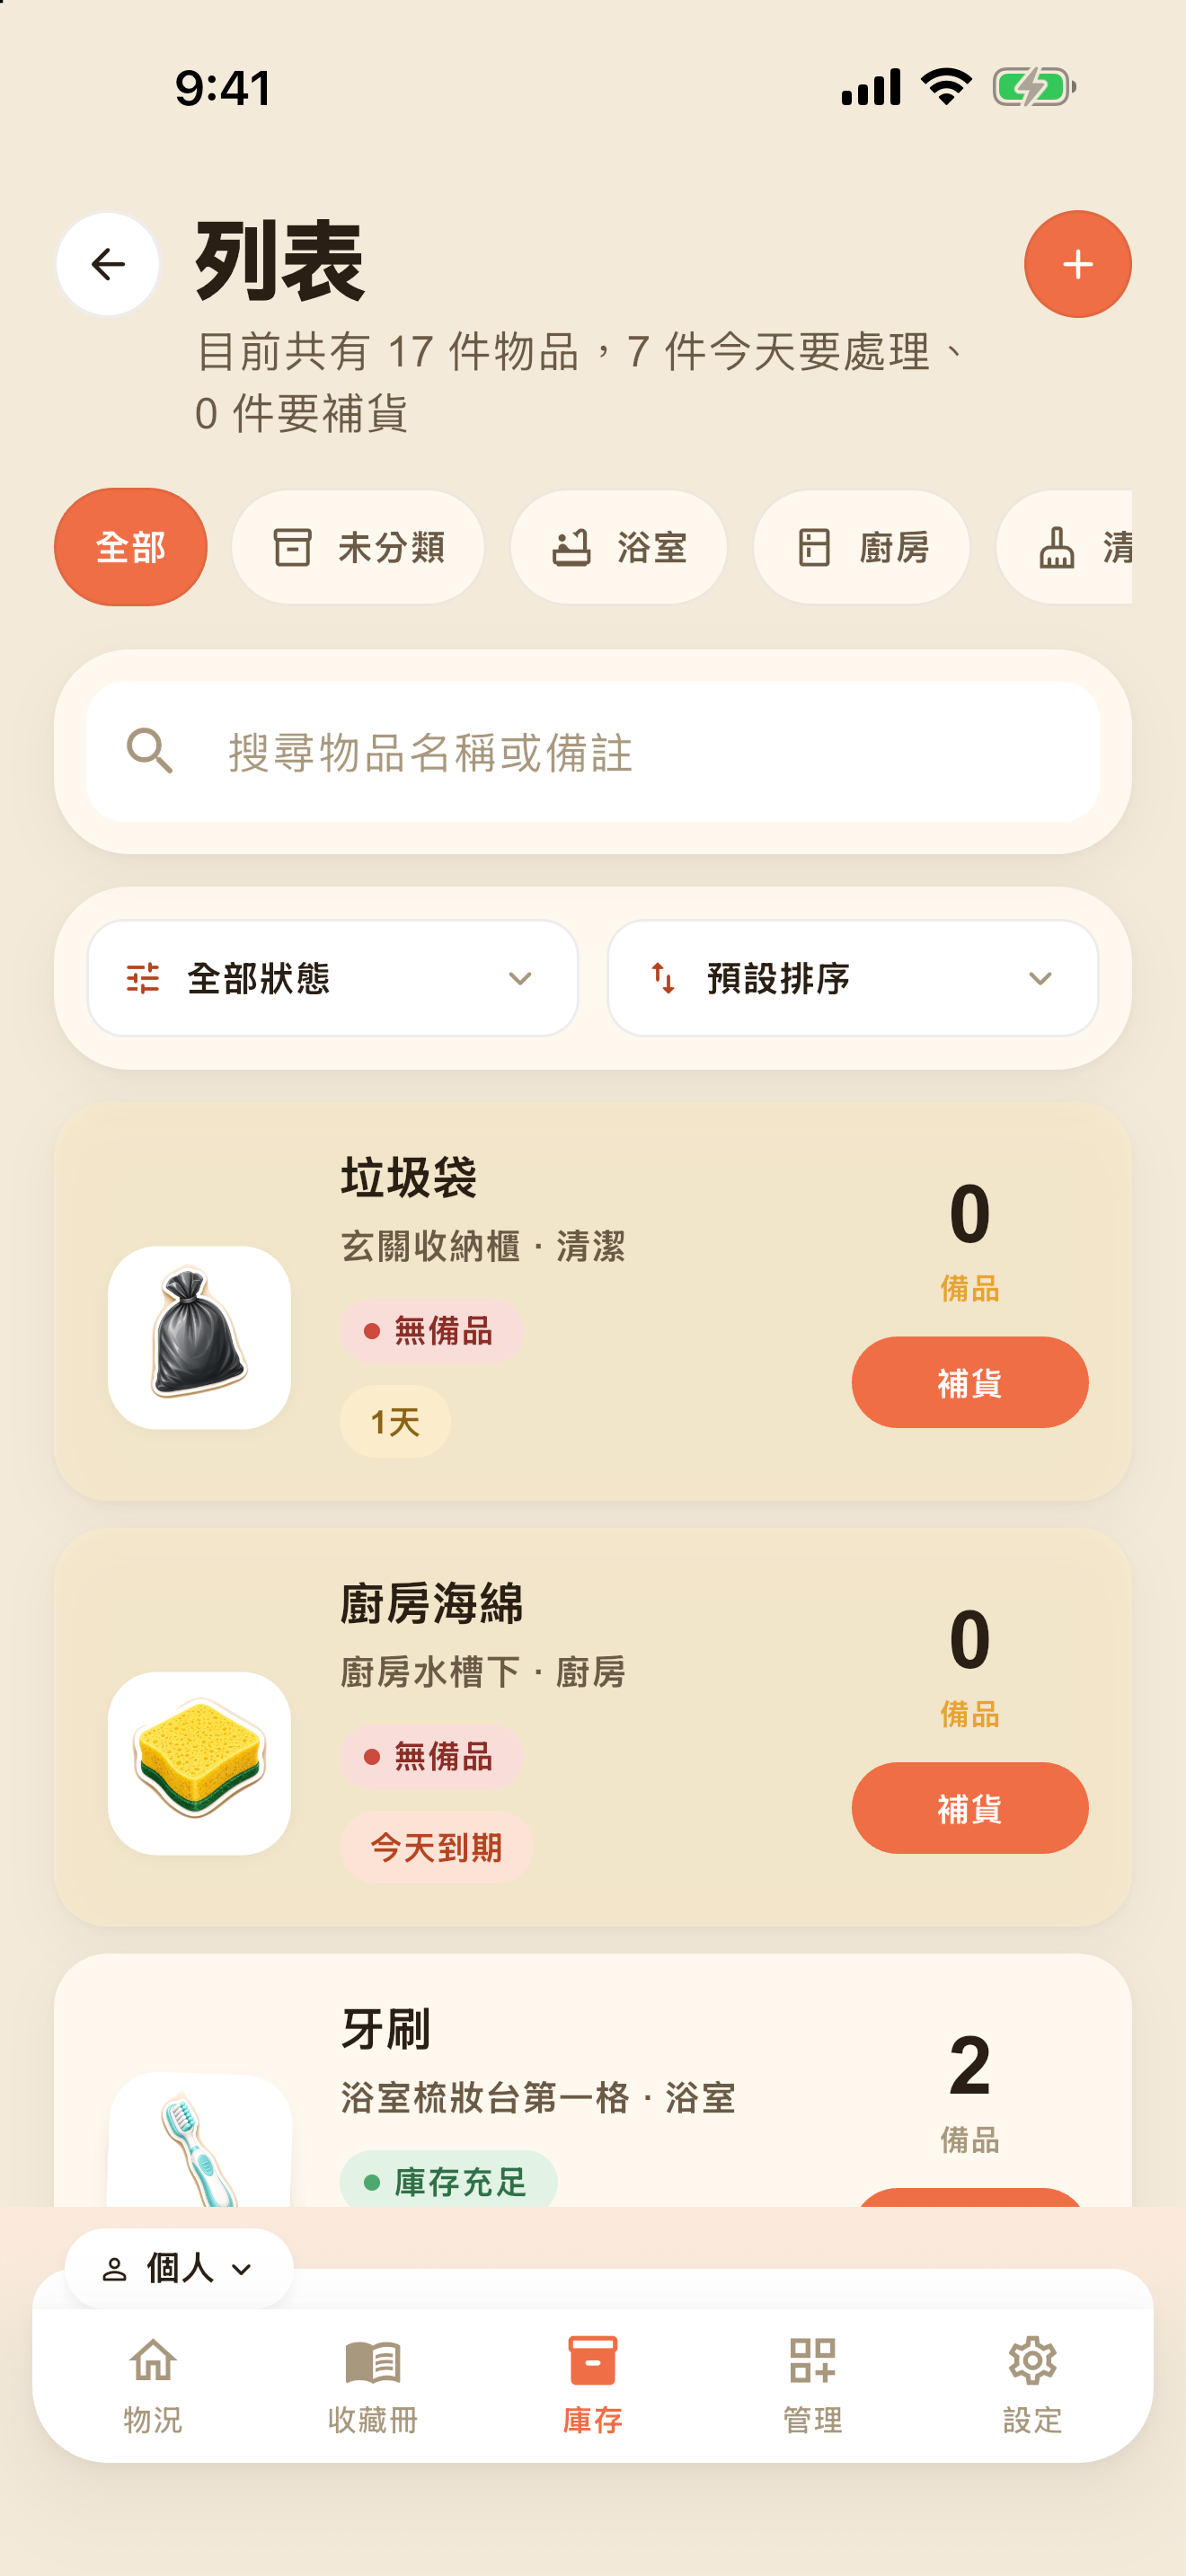 9:41
列表
目前共有 17 件物品，7 件今天要處理、
0 件要補貨
全部
未分類
浴室
廚房
清
搜尋物品名稱或備註
全部狀態
預設排序
垃圾袋
玄關收納櫃 · 清潔
無備品
1天
0
備品
補貨
廚房海綿
廚房水槽下 · 廚房
無備品
今天到期
0
備品
補貨
牙刷
浴室梳妝台第一格 · 浴室
庫存充足
2
備品
個人
物況
收藏冊
庫存
管理
設定